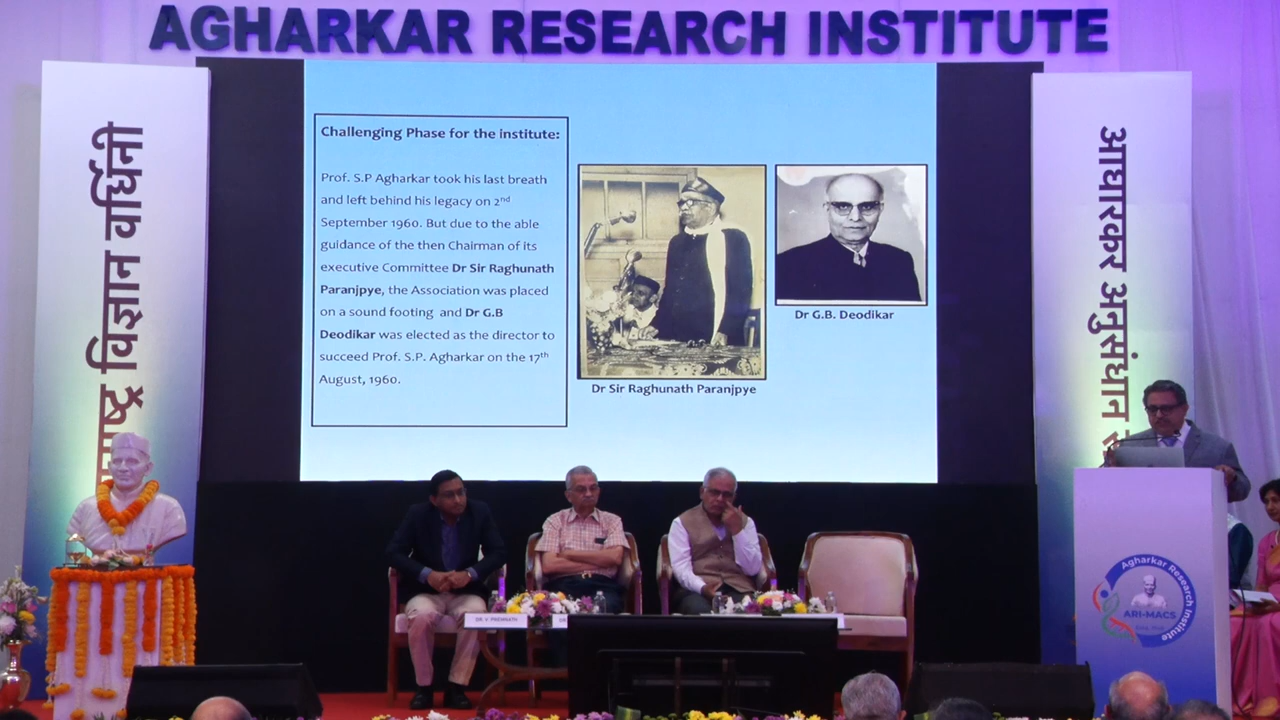 AGHARKAR RESEARCH INSTITUTE
विज्ञान वर्धिनी
आघारकर अनुसंधान
Challenging Phase for the institute:
Prof. S.P Agharkar took his last breath
and left behind his legacy on 2nd
September 1960. But due to the able
guidance of the then Chairman of its
executive Committee Dr Sir Raghunath
Paranjpye, the Association was placed
on a sound footing and Dr G.B
Deodikar was elected as the director to
succeed Prof. S.P. Agharkar on the 17th
August, 1960.
Dr Sir Raghunath Paranjpye
Dr G.B. Deodikar
DR. V. PREMNATH
Agharkar Research Institute
ARI-MACS